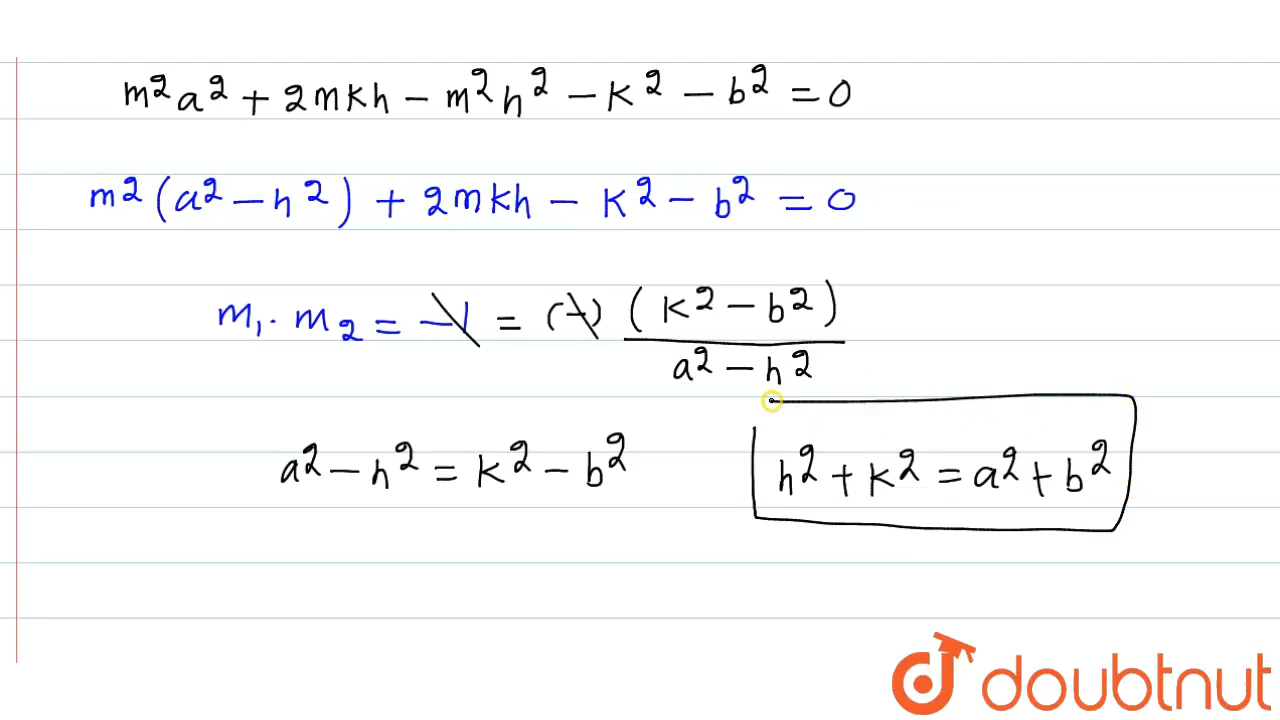 m²a² + 2mkh − m²h² − k² − b² = 0
m²(a² − h²) + 2mkh − k² − b² = 0
m₁ · m₂ = −1 = (−) (k² − b²) / a² − h²
a² − h² = k² − b²
h² + k² = a² + b²
doubtnut